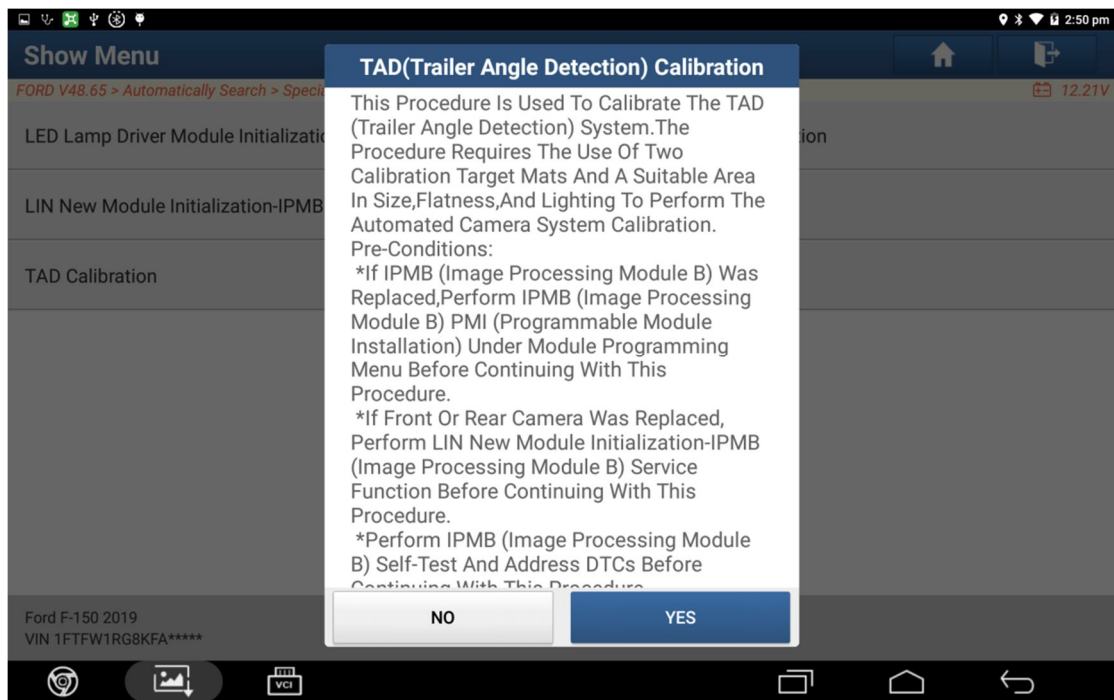 2:50 pm
Show Menu
FORD V48.65 > Automatically Search > Specia
12.21V
LED Lamp Driver Module Initializatio
ion
LIN New Module Initialization-IPMB
TAD Calibration
TAD(Trailer Angle Detection) Calibration
This Procedure Is Used To Calibrate The TAD
(Trailer Angle Detection) System.The
Procedure Requires The Use Of Two
Calibration Target Mats And A Suitable Area
In Size,Flatness,And Lighting To Perform The
Automated Camera System Calibration.
Pre-Conditions:
*If IPMB (Image Processing Module B) Was
Replaced,Perform IPMB (Image Processing
Module B) PMI (Programmable Module
Installation) Under Module Programming
Menu Before Continuing With This
Procedure.
*If Front Or Rear Camera Was Replaced,
Perform LIN New Module Initialization-IPMB
(Image Processing Module B) Service
Function Before Continuing With This
Procedure.
*Perform IPMB (Image Processing Module
B) Self-Test And Address DTCs Before
Continuing With This Procedure
NO
YES
Ford F-150 2019
VIN 1FTFW1RG8KFA*****
VCI